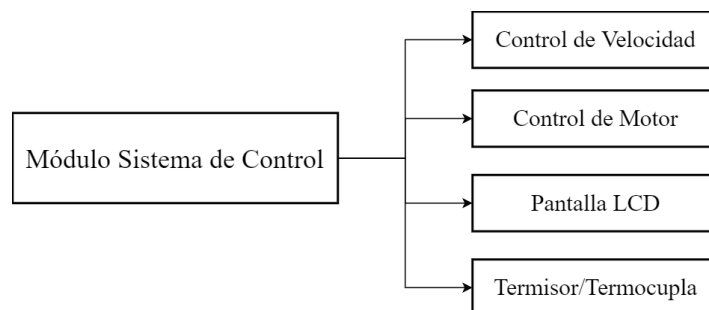 Control de Velocidad
Control de Motor
Módulo Sistema de Control
Pantalla LCD
Termisor/Termocupla